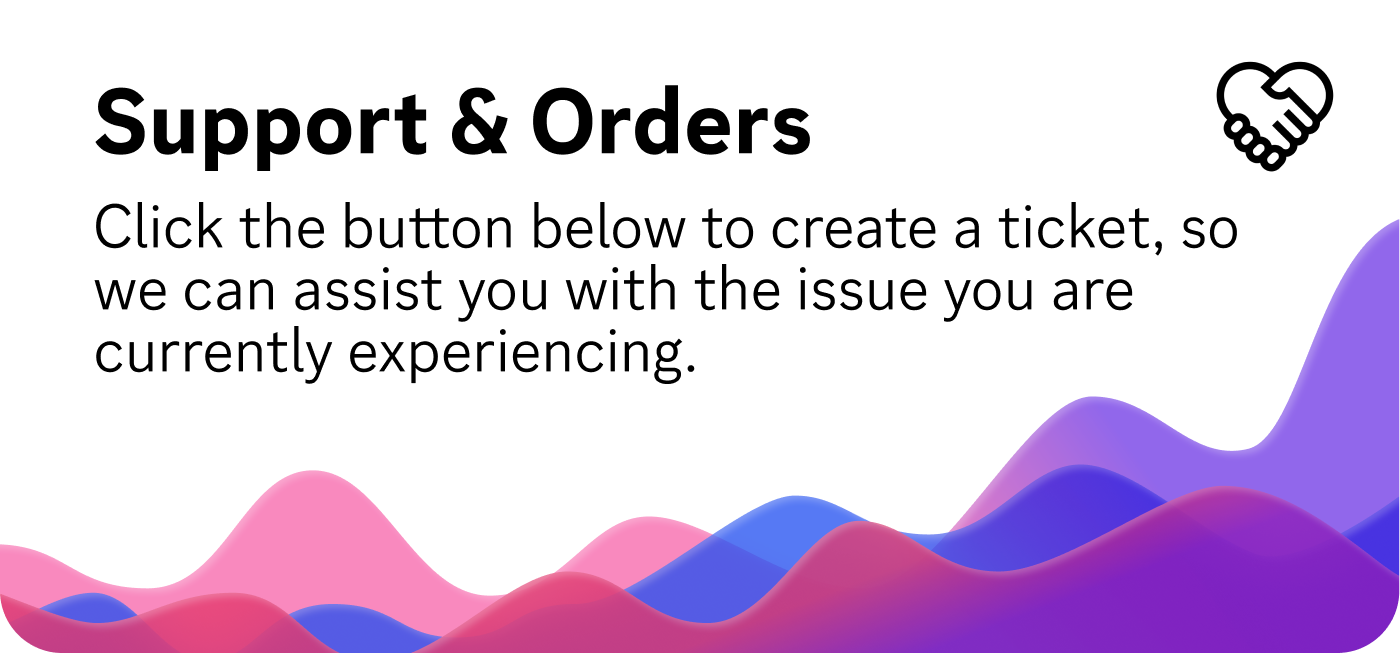 Support & Orders
Click the button below to create a ticket, so
we can assist you with the issue you are
currently experiencing.